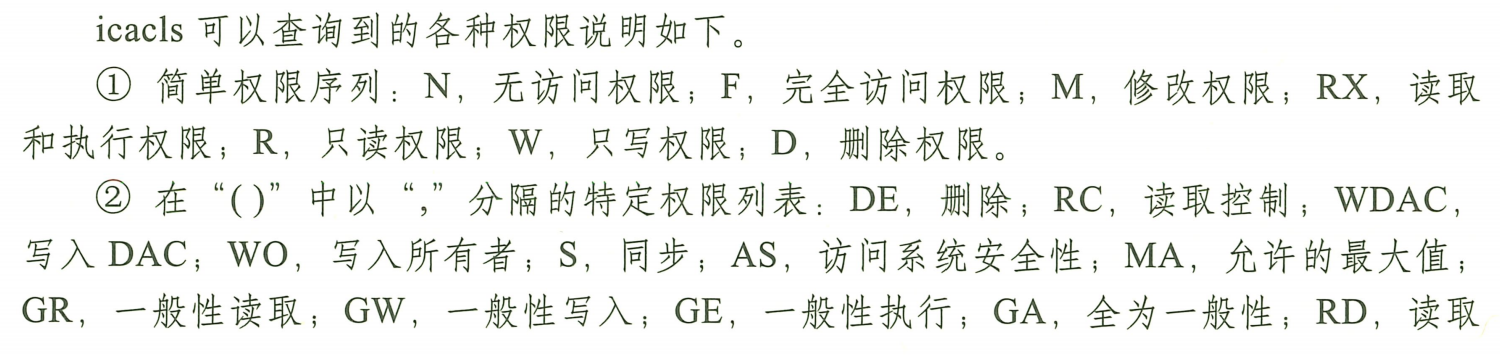 icacls 可以查询到的各种权限说明如下。
① 简单权限序列：N，无访问权限；F，完全访问权限；M，修改权限；RX，读取
和执行权限；R，只读权限；W，只写权限；D，删除权限。
② 在“( )”中以“,”分隔的特定权限列表：DE，删除；RC，读取控制；WDAC，
写入 DAC；WO，写入所有者；S，同步；AS，访问系统安全性；MA，允许的最大值；
GR，一般性读取；GW，一般性写入；GE，一般性执行；GA，全为一般性；RD，读取